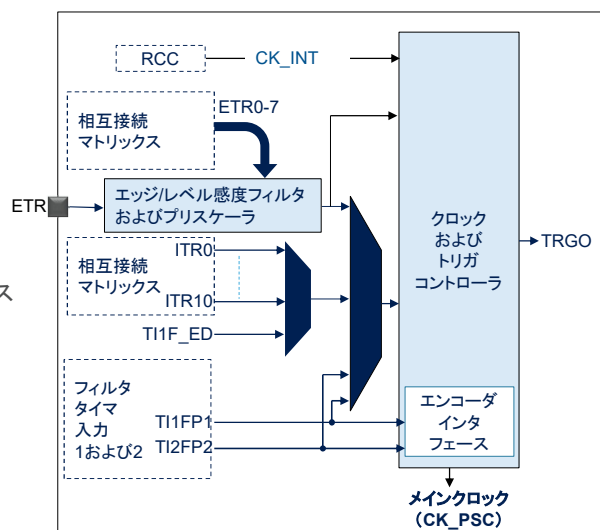 RCC
CK_INT
ETR0-7
相互接続
マトリックス
ETR
エッジ/レベル感度フィルタ
およびプリスケーラ
クロック
および
トリガ
コントローラ
TRGO
ITR0
相互接続
マトリックス
ス
ITR10
TI1F_ED
フィルタ
タイマ
入力
1および2
TI1FP1
TI2FP2
エンコーダ
インタ
フェース
メインクロック
(CK_PSC)